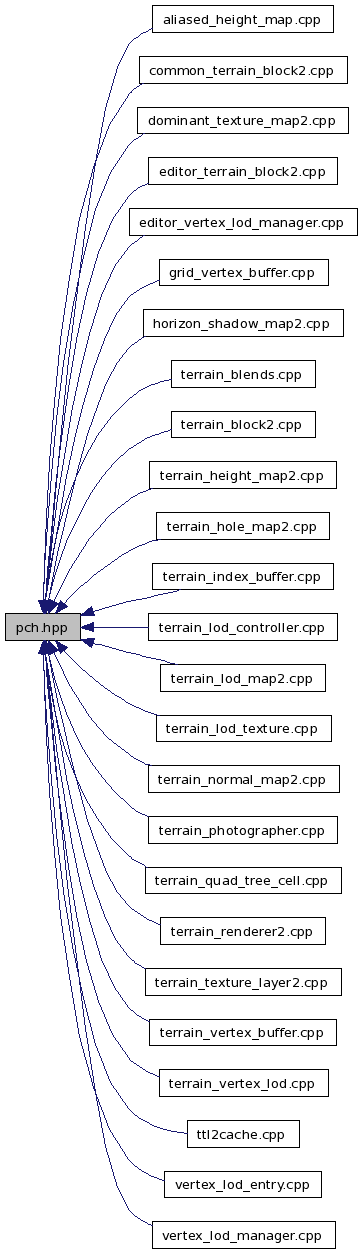 aliased_height_map.cpp
common_terrain_block2.cpp
dominant_texture_map2.cpp
editor_terrain_block2.cpp
editor_vertex_lod_manager.cpp
grid_vertex_buffer.cpp
horizon_shadow_map2.cpp
terrain_blends.cpp
terrain_block2.cpp
terrain_height_map2.cpp
terrain_hole_map2.cpp
terrain_index_buffer.cpp
pch.hpp
terrain_lod_controller.cpp
terrain_lod_map2.cpp
terrain_lod_texture.cpp
terrain_normal_map2.cpp
terrain_photographer.cpp
terrain_quad_tree_cell.cpp
terrain_renderer2.cpp
terrain_texture_layer2.cpp
terrain_vertex_buffer.cpp
terrain_vertex_lod.cpp
ttl2cache.cpp
vertex_lod_entry.cpp
vertex_lod_manager.cpp